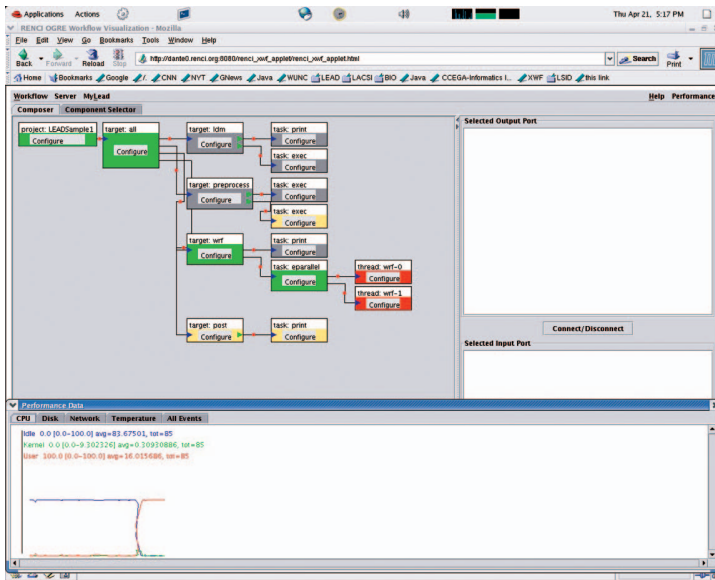 Applications Actions Thu Apr 21, 5:17 PM
RENCI OGRE Workflow Visualization - Mozilla
File Edit View Go Bookmarks Tools Window Help
Back Forward Reload Stop http://dante0.renci.org:8080/renci_xwf_applet/renci_xwf_applet.html Search Print
Home Bookmarks Google /. CNN NYT GNews Java WUNC LEAD LACSI BIO Java CCEGA-Informatics I... XWF LSID this link
Workflow Server MyLead Help Performance
Composer Component Selector
Selected Output Port
project: LEADSample1 target: all target: ldm task: print
Configure Configure Configure Configure
task: exec
Configure
target: preprocess task: exec
Configure Configure
task: exec
Configure
target: wrf task: print
Configure Configure
task: eparallel thread: wrf-0
Configure Configure
thread: wrf-1
Configure
target: post task: print
Configure Configure
Connect/Disconnect
Selected Input Port
Performance Data
CPU Disk Network Temperature All Events
Idle 0.0 [0.0-100.0] avg=83.67501, tot=85
Kernel 0.0 [0.0-9.302326] avg=0.30930886, tot=85
User 100.0 [0.0-100.0] avg=16.015686, tot=85